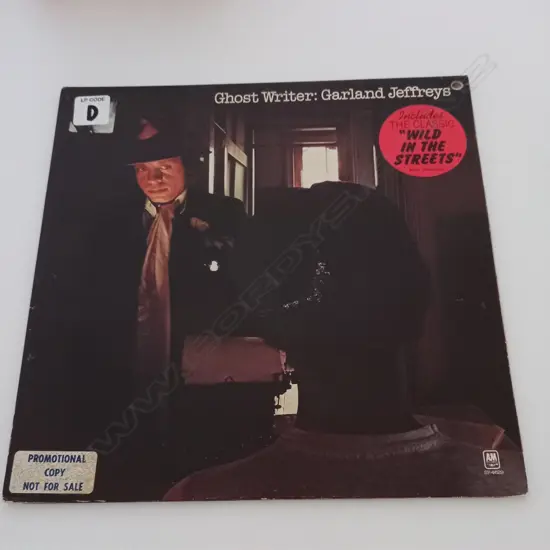 LP CODE
D
Ghost Writer: Garland Jeffreys
Includes
THE CLASSIC
"WILD
IN THE
STREETS"
PROMOTIONAL
COPY
NOT FOR SALE
A&M